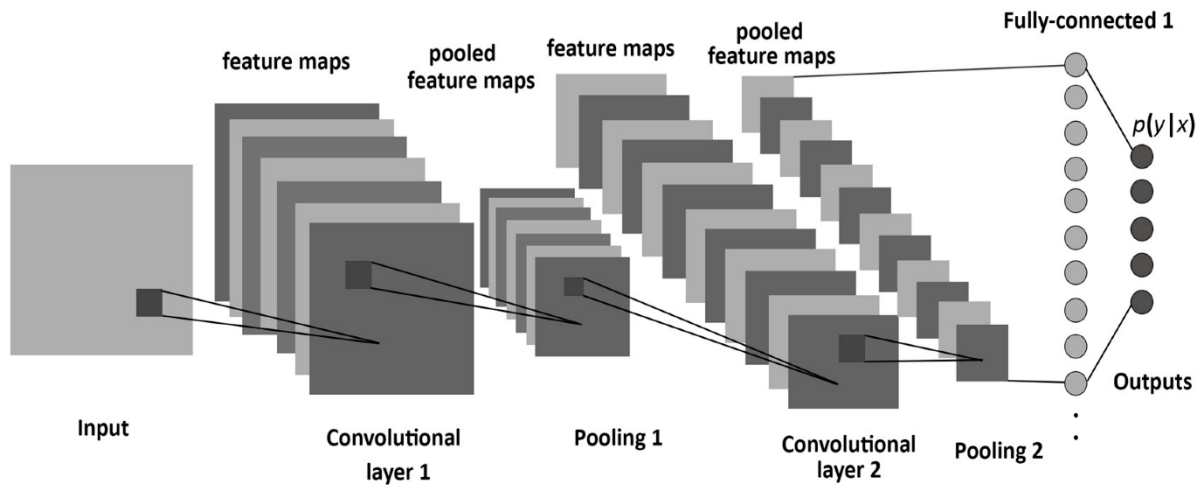 Fully-connected 1
pooled
feature maps
feature maps
pooled
feature maps
feature maps
p(y|x)
Outputs
Input
Convolutional
layer 1
Pooling 1
Convolutional
layer 2
Pooling 2